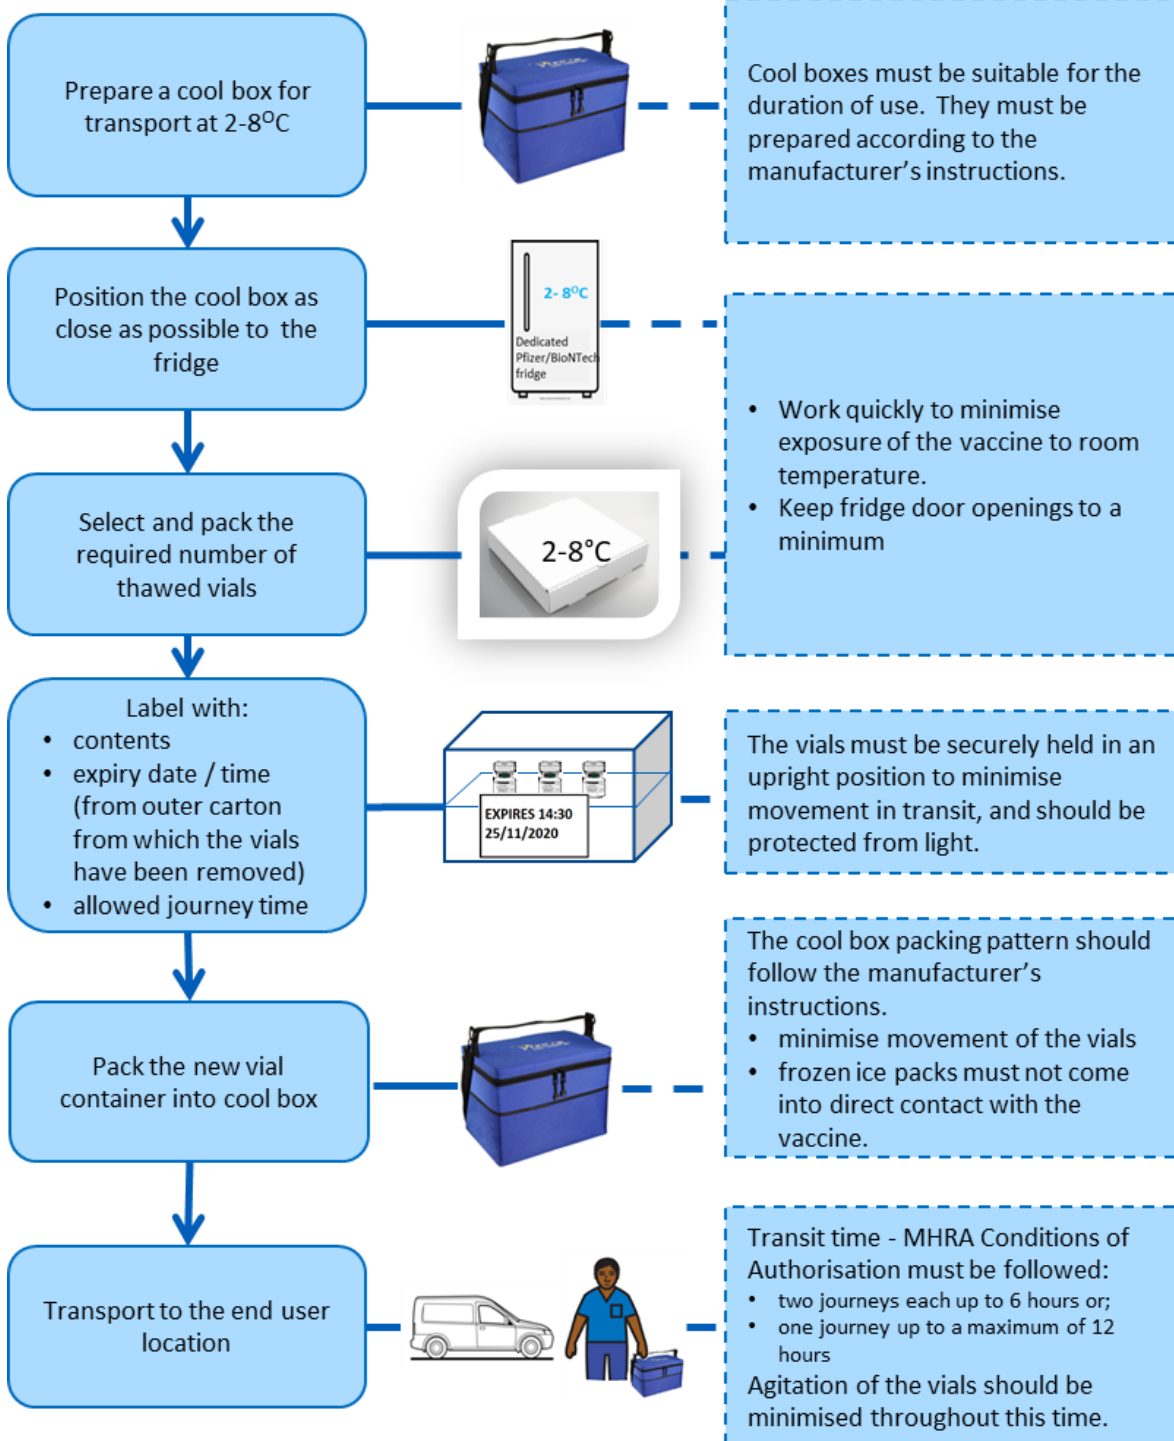 Prepare a cool box for
transport at 2-8⁰C
Cool boxes must be suitable for the
duration of use. They must be
prepared according to the
manufacturer's instructions.
Position the cool box as
close as possible to the
fridge
2- 8⁰C
Dedicated
Pfizer/BioNTech
fridge
• Work quickly to minimise
exposure of the vaccine to room
temperature.
• Keep fridge door openings to a
minimum
Select and pack the
required number of
thawed vials
2-8°C
Label with:
• contents
• expiry date / time
(from outer carton
from which the vials
have been removed)
• allowed journey time
EXPIRES 14:30
25/11/2020
The vials must be securely held in an
upright position to minimise
movement in transit, and should be
protected from light.
Pack the new vial
container into cool box
The cool box packing pattern should
follow the manufacturer's
instructions.
• minimise movement of the vials
• frozen ice packs must not come
into direct contact with the
vaccine.
Transport to the end user
location
Transit time - MHRA Conditions of
Authorisation must be followed:
• two journeys each up to 6 hours or;
• one journey up to a maximum of 12
hours
Agitation of the vials should be
minimised throughout this time.